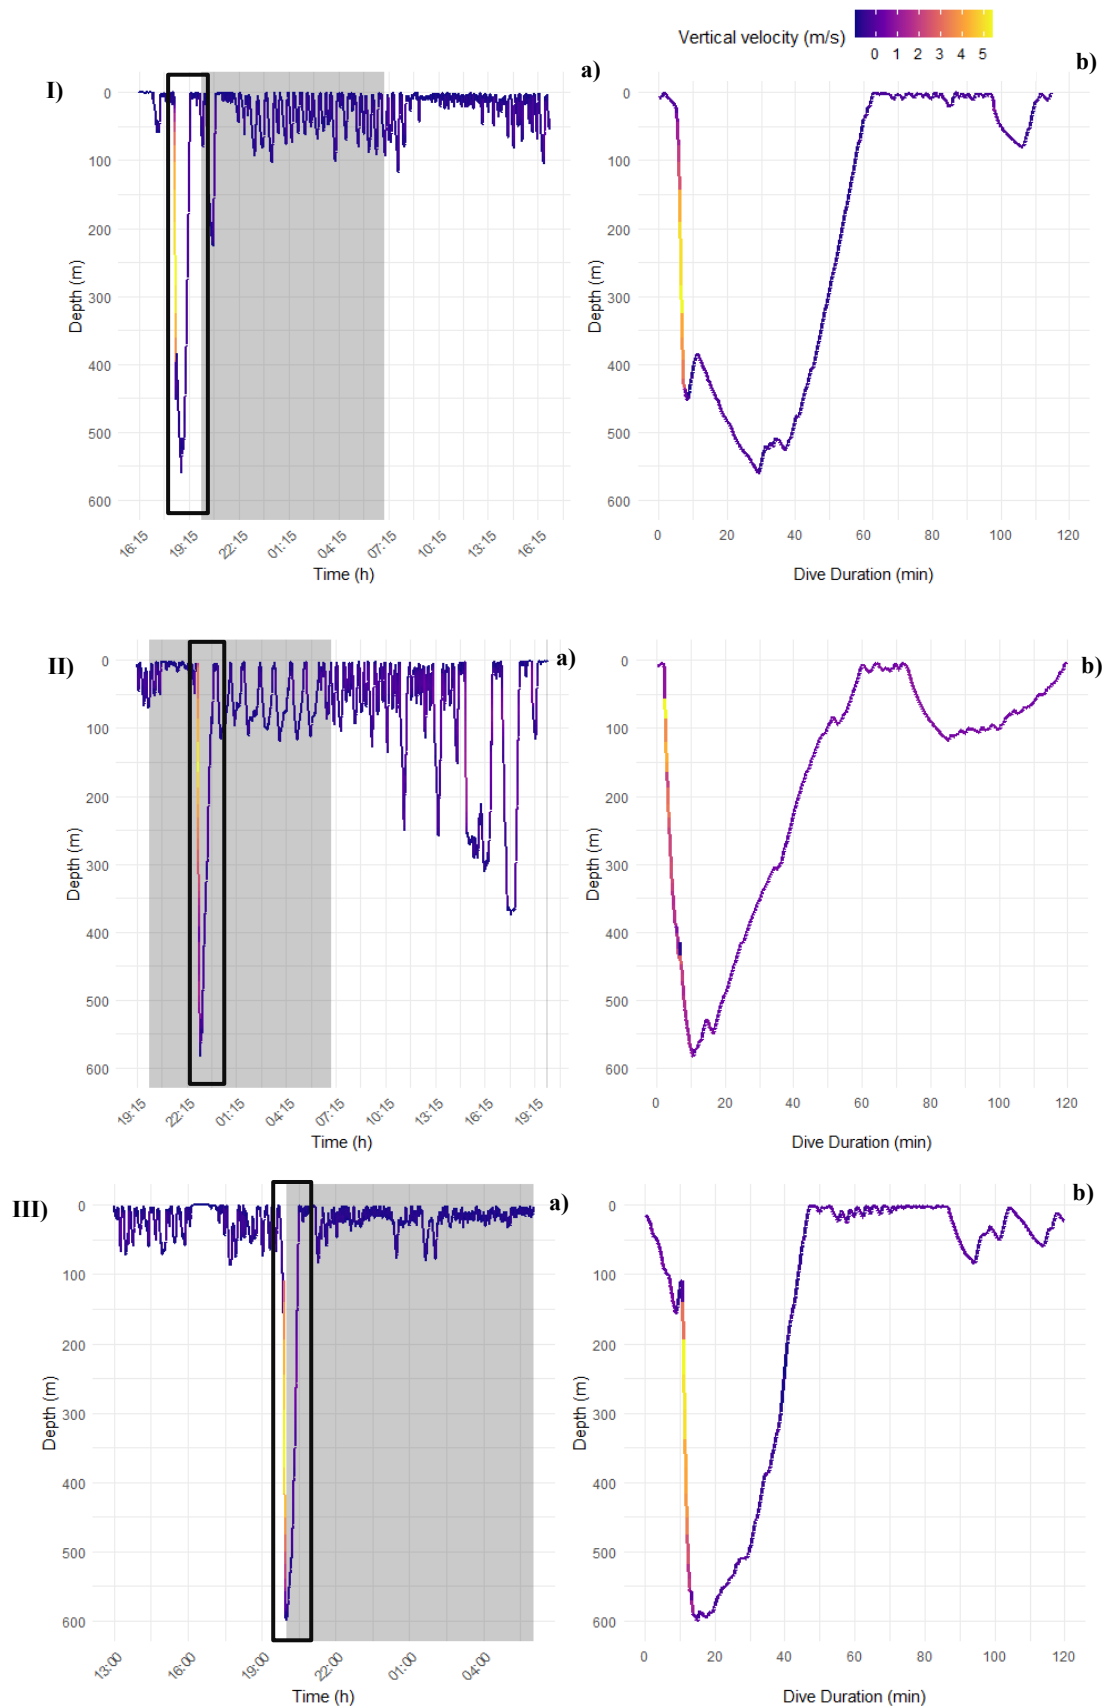 Vertical velocity (m/s)
0 1 2 3 4 5
I)
a)
b)
Depth (m)
0
100
200
300
400
500
600
16:15 19:15 22:15 01:15 04:15 07:15 10:15 13:15 16:15
Time (h)
Depth (m)
0
100
200
300
400
500
600
0 20 40 60 80 100 120
Dive Duration (min)
II)
a)
b)
Depth (m)
0
100
200
300
400
500
600
19:15 22:15 01:15 04:15 07:15 10:15 13:15 16:15 19:15
Time (h)
Depth (m)
0
100
200
300
400
500
600
0 20 40 60 80 100 120
Dive Duration (min)
III)
a)
b)
Depth (m)
0
100
200
300
400
500
600
13:00 16:00 19:00 22:00 01:00 04:00
Time (h)
Depth (m)
0
100
200
300
400
500
600
0 20 40 60 80 100 120
Dive Duration (min)